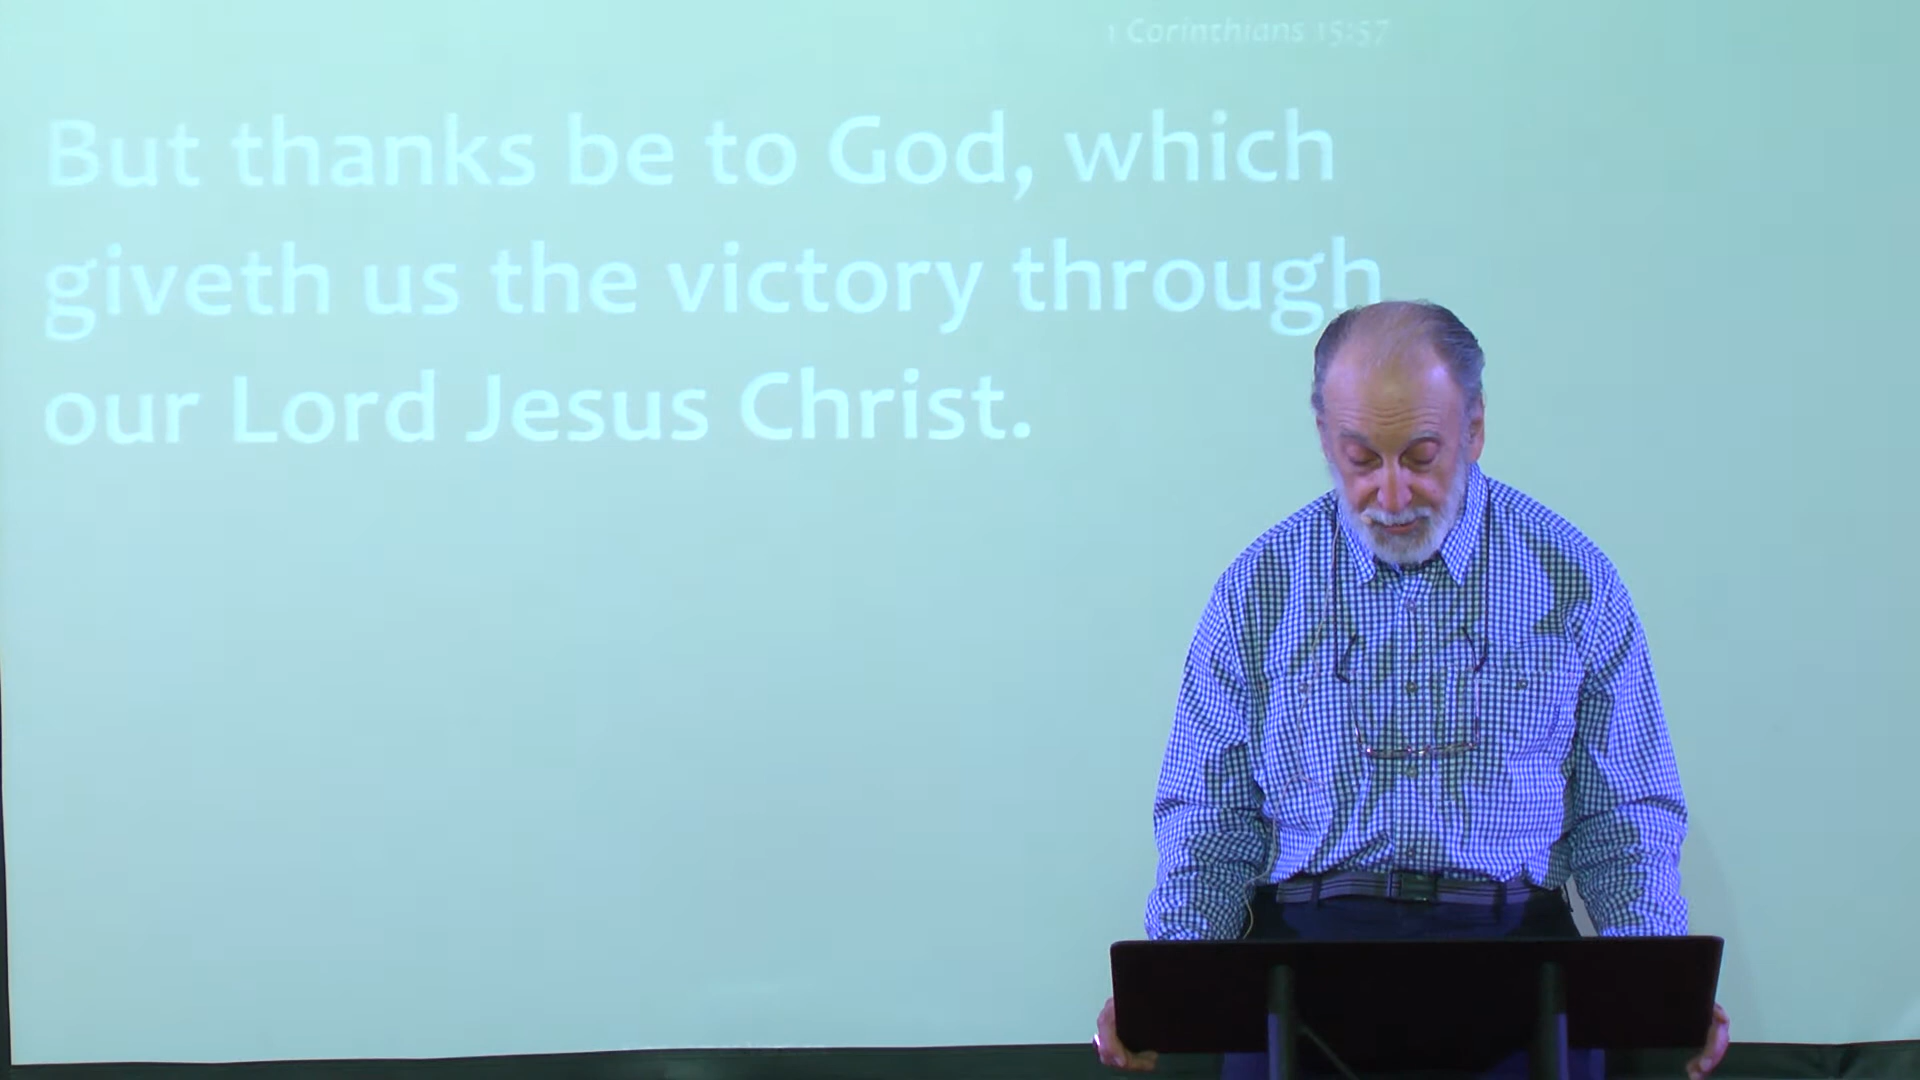 1 Corinthians 15:57
But thanks be to God, which
giveth us the victory through
our Lord Jesus Christ.